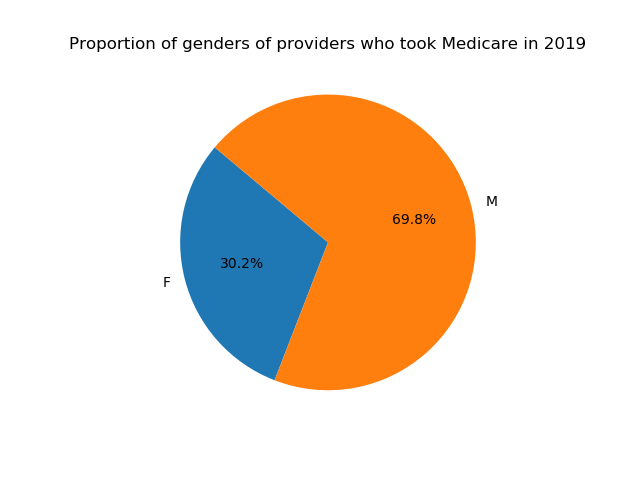 Proportion of genders of providers who took Medicare in 2019
M
69.8%
30.2%
F